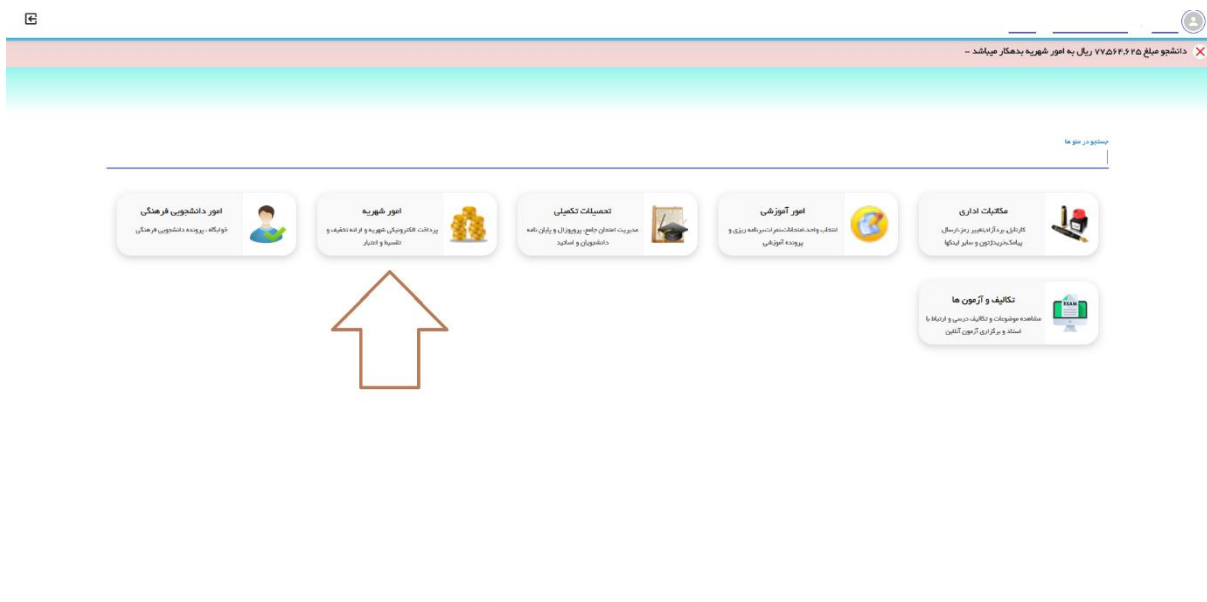 دانشجو مبلغ ۷۷,۵۶۴,۶۲۵ ریال به امور شهریه بدهکار میباشد -
جستجو در منو ها
مکاتبات اداری
کارتابل، برد آزاد، تغییر رمز، ارسال
پیامک، خرید ژتون و سایر لینکها
امور آموزشی
انتخاب واحد، امتحانات، نمرات، برنامه ریزی و
پرونده آموزشی
تحصیلات تکمیلی
مدیریت امتحان جامع، پروپوزال و پایان نامه
دانشجویان و اساتید
امور شهریه
پرداخت الکترونیکی شهریه و ارائه تخفیف و
تقسیط و اعتبار
امور دانشجویی فرهنگی
خوابگاه ، پرونده دانشجویی فرهنگی
تکالیف و آزمون ها
مشاهده موضوعات و تکالیف درسی و ارتباط با
استاد و برگزاری آزمون آنلاین
EXAM